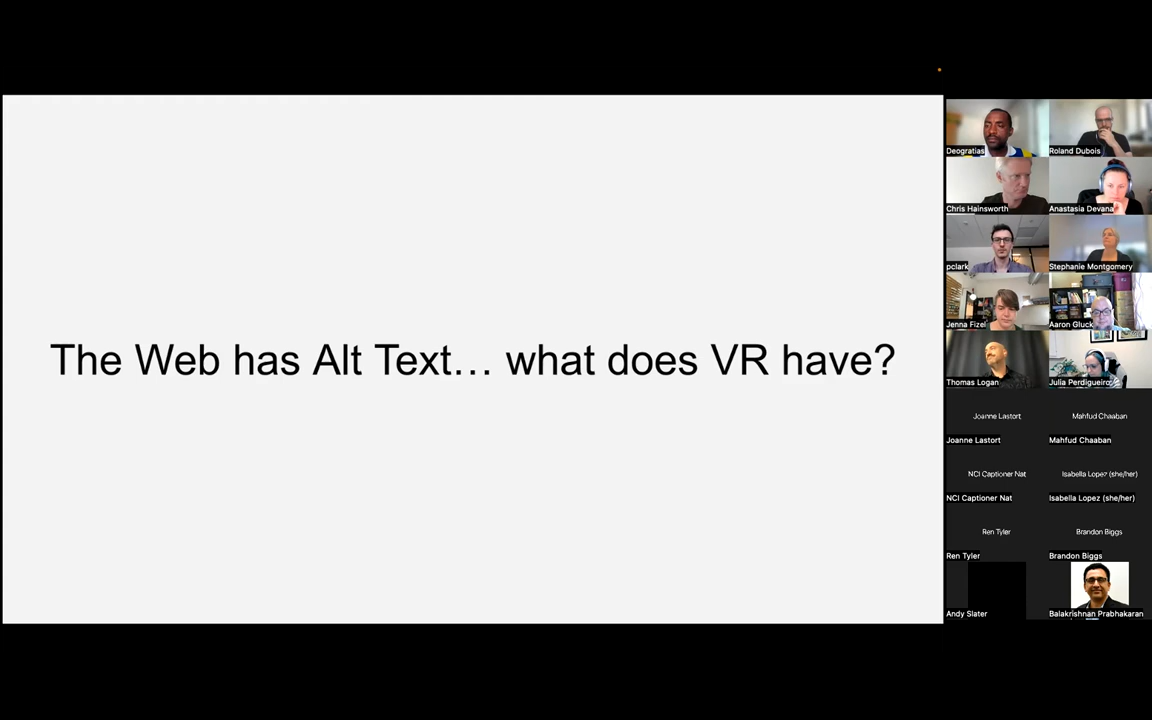 The Web has Alt Text... what does VR have?
Deogratias
Roland Dubois
Chris Hainsworth
Anastasia Devana
pclark
Stephanie Montgomery
Jenna Fizel
Aaron Gluck
Thomas Logan
Julia Perdigueiro
Joanne Lastort
Mahfud Chaaban
Joanne Lastort
Mahfud Chaaban
NCI Captioner Nat
Isabella Lopez (she/her)
NCI Captioner Nat
Isabella Lopez (she/her)
Ren Tyler
Brandon Biggs
Ren Tyler
Brandon Biggs
Andy Slater
Balakrishnan Prabhakaran